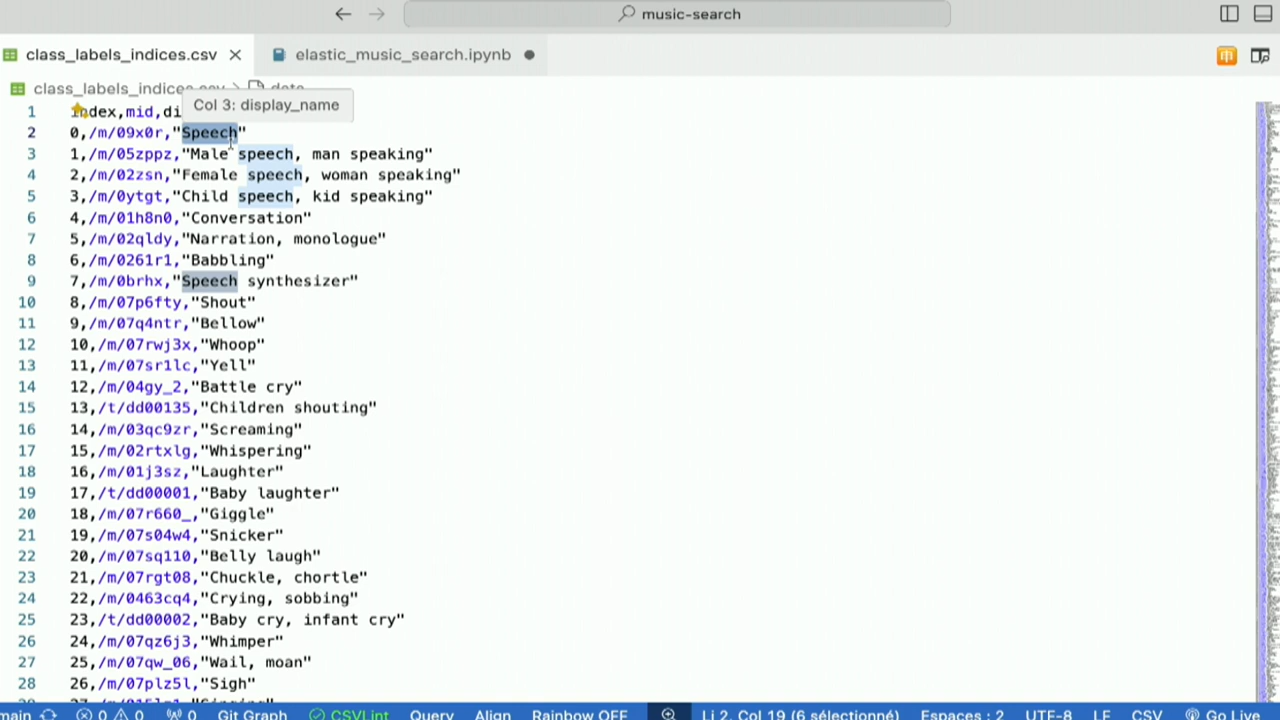 music-search
class_labels_indices.csv
elastic_music_search.ipynb
class_labels_indices.csv > data
Col 3: display_name
1 index,mid,di
2 0,/m/09x0r,"Speech"
3 1,/m/05zppz,"Male speech, man speaking"
4 2,/m/02zsn,"Female speech, woman speaking"
5 3,/m/0ytgt,"Child speech, kid speaking"
6 4,/m/01h8n0,"Conversation"
7 5,/m/02qldy,"Narration, monologue"
8 6,/m/0261r1,"Babbling"
9 7,/m/0brhx,"Speech synthesizer"
10 8,/m/07p6fty,"Shout"
11 9,/m/07q4ntr,"Bellow"
12 10,/m/07rwj3x,"Whoop"
13 11,/m/07sr1lc,"Yell"
14 12,/m/04gy_2,"Battle cry"
15 13,/t/dd00135,"Children shouting"
16 14,/m/03qc9zr,"Screaming"
17 15,/m/02rtxlg,"Whispering"
18 16,/m/01j3sz,"Laughter"
19 17,/t/dd00001,"Baby laughter"
20 18,/m/07r660_,"Giggle"
21 19,/m/07s04w4,"Snicker"
22 20,/m/07sq110,"Belly laugh"
23 21,/m/07rgt08,"Chuckle, chortle"
24 22,/m/0463cq4,"Crying, sobbing"
25 23,/t/dd00002,"Baby cry, infant cry"
26 24,/m/07qz6j3,"Whimper"
27 25,/m/07qw_06,"Wail, moan"
28 26,/m/07plz5l,"Sigh"
main 0 0 0 Git Graph CSVLint Query Align Rainbow OFF Li 2, Col 19 (6 sélectionné) Espaces : 2 UTF-8 LF CSV Go Live